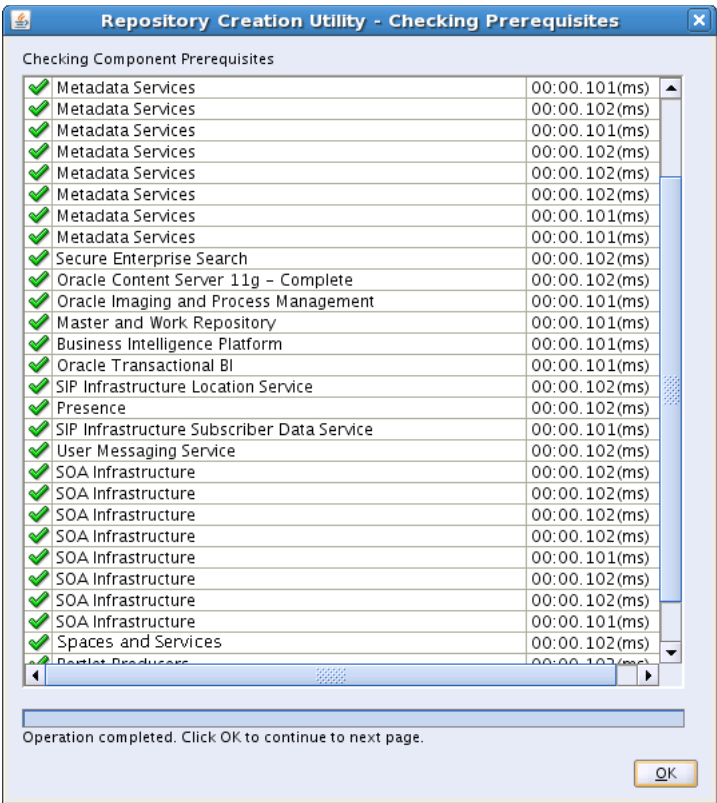 Repository Creation Utility - Checking Prerequisites
Checking Component Prerequisites
Metadata Services 00:00.101(ms)
Metadata Services 00:00.102(ms)
Metadata Services 00:00.101(ms)
Metadata Services 00:00.102(ms)
Metadata Services 00:00.102(ms)
Metadata Services 00:00.102(ms)
Metadata Services 00:00.101(ms)
Metadata Services 00:00.101(ms)
Secure Enterprise Search 00:00.102(ms)
Oracle Content Server 11g – Complete 00:00.102(ms)
Oracle Imaging and Process Management 00:00.101(ms)
Master and Work Repository 00:00.101(ms)
Business Intelligence Platform 00:00.101(ms)
Oracle Transactional BI 00:00.101(ms)
SIP Infrastructure Location Service 00:00.102(ms)
Presence 00:00.102(ms)
SIP Infrastructure Subscriber Data Service 00:00.101(ms)
User Messaging Service 00:00.102(ms)
SOA Infrastructure 00:00.102(ms)
SOA Infrastructure 00:00.102(ms)
SOA Infrastructure 00:00.102(ms)
SOA Infrastructure 00:00.102(ms)
SOA Infrastructure 00:00.101(ms)
SOA Infrastructure 00:00.102(ms)
SOA Infrastructure 00:00.102(ms)
SOA Infrastructure 00:00.101(ms)
Spaces and Services 00:00.102(ms)
Portlet Producers
Operation completed. Click OK to continue to next page.
OK